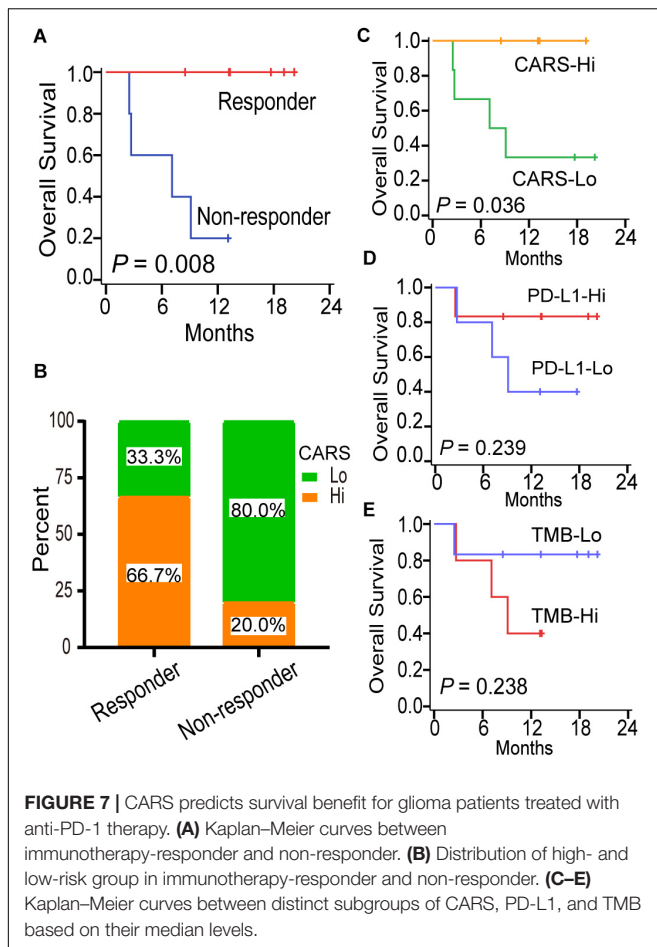 A
Overall Survival
1.0
0.8
0.6
0.4
0.2
0.0
Responder
Non-responder
P = 0.008
0 6 12 18 24
Months
B
Percent
100
75
50
25
0
33.3%
66.7%
80.0%
20.0%
CARS
Lo
Hi
Responder
Non-responder
C
Overall Survival
1.0
0.8
0.6
0.4
0.2
0.0
CARS-Hi
CARS-Lo
P = 0.036
0 6 12 18 24
Months
D
Overall Survival
1.0
0.8
0.6
0.4
0.2
0.0
PD-L1-Hi
PD-L1-Lo
P = 0.239
0 6 12 18 24
Months
E
Overall Survival
1.0
0.8
0.6
0.4
0.2
0.0
TMB-Lo
TMB-Hi
P = 0.238
0 6 12 18 24
Months
FIGURE 7 | CARS predicts survival benefit for glioma patients treated with
anti-PD-1 therapy. (A) Kaplan–Meier curves between
immunotherapy-responder and non-responder. (B) Distribution of high- and
low-risk group in immunotherapy-responder and non-responder. (C–E)
Kaplan–Meier curves between distinct subgroups of CARS, PD-L1, and TMB
based on their median levels.